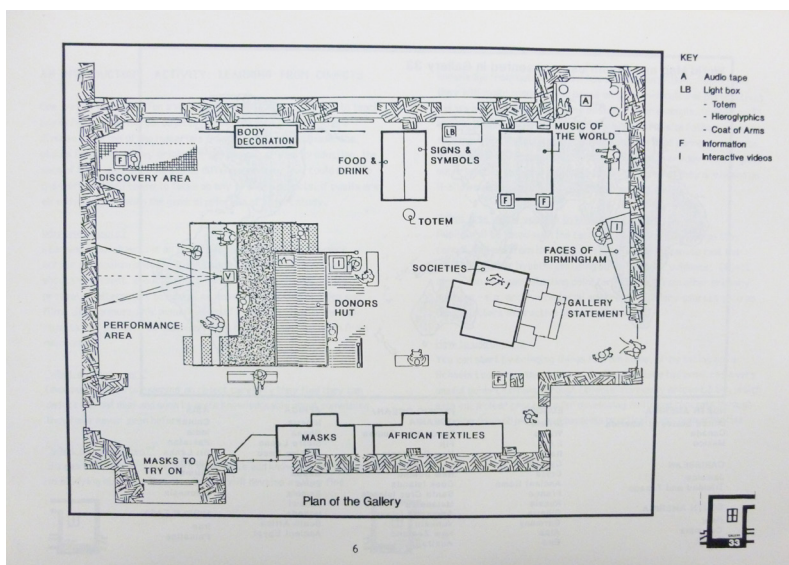 KEY
A Audio tape
LB Light box
- Totem
- Hieroglyphics
- Coat of Arms
F Information
I Interactive videos
A
BODY
DECORATION
LB
MUSIC OF
THE WORLD
FOOD &
DRINK
SIGNS &
SYMBOLS
F
DISCOVERY AREA
F
F
TOTEM
I
FACES OF
BIRMINGHAM
SOCIETIES
V
I
DONORS
HUT
GALLERY
STATEMENT
PERFORMANCE
AREA
F
MASKS
AFRICAN TEXTILES
MASKS TO
TRY ON
Plan of the Gallery
33
6